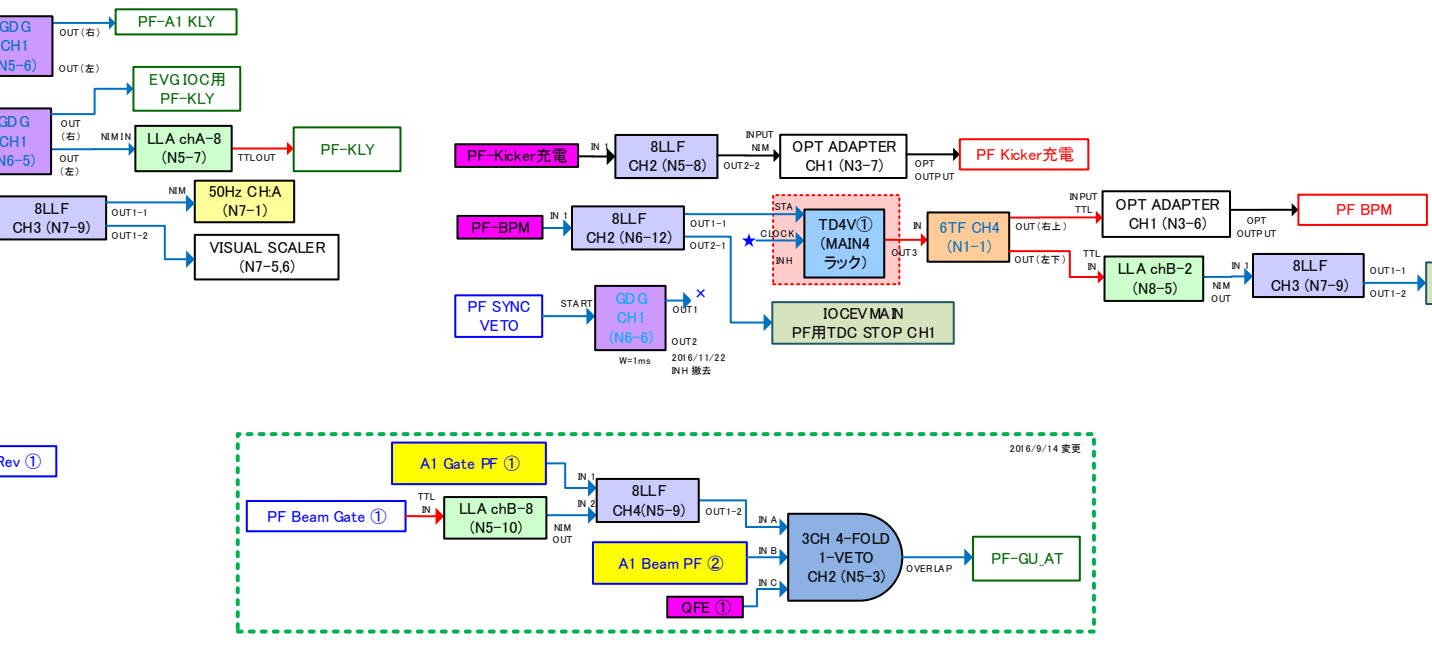 GDG
CH1
N5-6)
OUT(右)
OUT(左)
PF-A1 KLY
EVG IOC用
PF-KLY
GDG
CH1
N6-5)
OUT
(右)
OUT
(左)
NIM IN
LLA chA-8
(N5-7)
TTL OUT
PF-KLY
8LLF
CH3 (N7-9)
OUT1-1
OUT1-2
NIM
50Hz CH:A
(N7-1)
VISUAL SCALER
(N7-5,6)
PF-Kicker充電
IN 1
8LLF
CH2 (N5-8)
OUT2-2
INPUT
NIM
OPT ADAPTER
CH1 (N3-7)
OPT
OUTPUT
PF Kicker充電
PF-BPM
IN 1
8LLF
CH2 (N6-12)
OUT1-1
OUT2-1
STA
★
CLOCK
INH
TD4V①
(MAIN4
ラック)
OUT3
IN
6TF CH4
(N1-1)
OUT(右上)
OUT(左下)
INPUT
TTL
OPT ADAPTER
CH1 (N3-6)
OPT
OUTPUT
PF BPM
TTL
IN
LLA chB-2
(N8-5)
NIM
OUT
IN 1
8LLF
CH3 (N7-9)
OUT1-1
OUT1-2
PF SYNC
VETO
START
GDG
CH1
(N6-6)
W=1ms
OUT1
×
OUT2
2016/11/22
INH 撤去
IOCEVMAIN
PF用TDC STOP CH1
Rev ①
2016/9/14 変更
A1 Gate PF ①
PF Beam Gate ①
TTL
IN
LLA chB-8
(N5-10)
NIM
OUT
IN 1
IN 2
8LLF
CH4(N5-9)
OUT1-2
A1 Beam PF ②
QFE ①
IN A
IN B
IN C
3CH 4-FOLD
1-VETO
CH2 (N5-3)
OVERLAP
PF-GU_AT